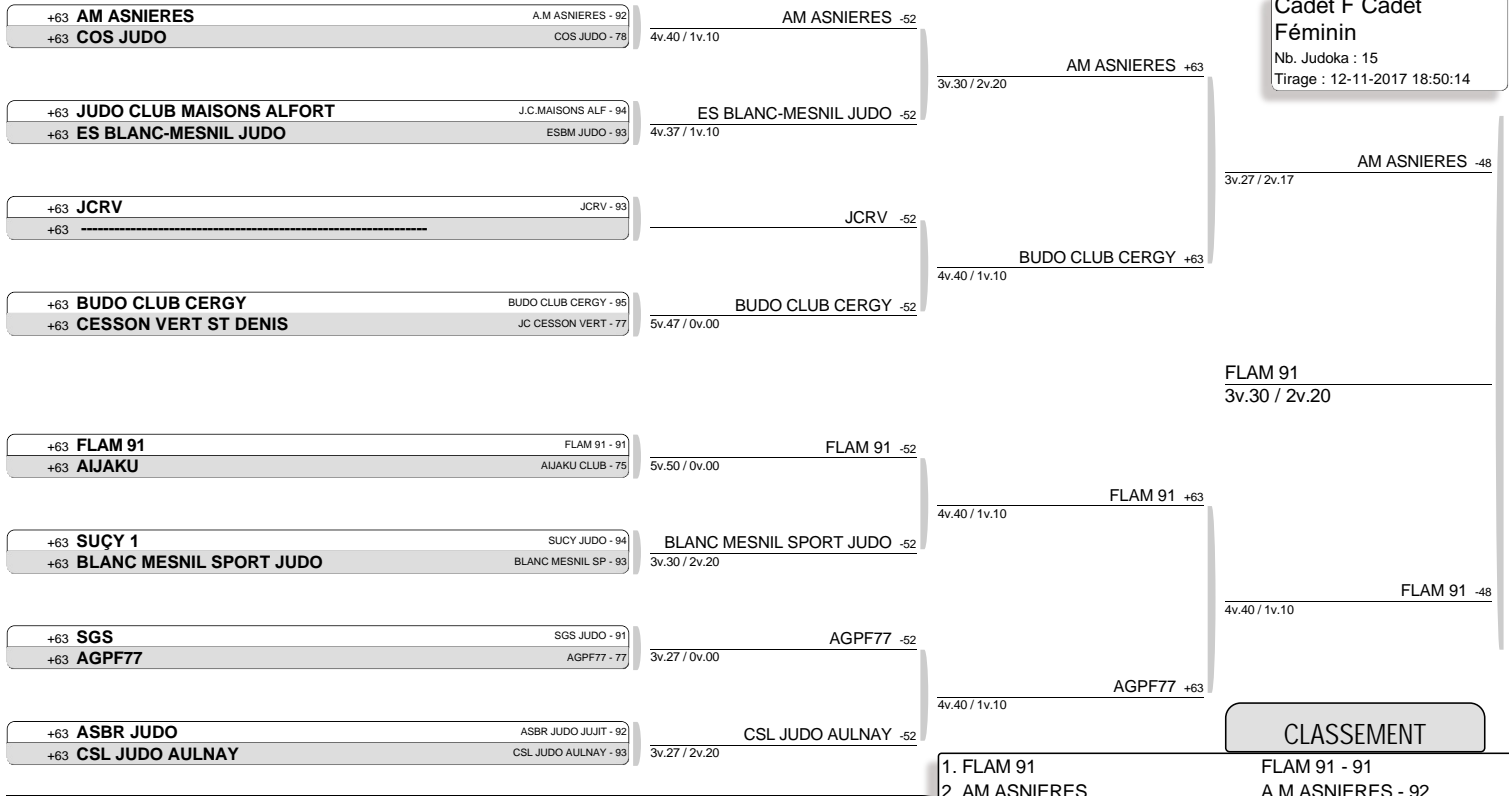 Cadet F Cadet
Féminin
Nb. Judoka : 15
Tirage : 12-11-2017 18:50:14
+63 AM ASNIERES A.M ASNIERES - 92
+63 COS JUDO COS JUDO - 78
+63 JUDO CLUB MAISONS ALFORT J.C.MAISONS ALF - 94
+63 ES BLANC-MESNIL JUDO ESBM JUDO - 93
+63 JCRV JCRV - 93
+63 ----------------------------------------------------------------
+63 BUDO CLUB CERGY BUDO CLUB CERGY - 95
+63 CESSON VERT ST DENIS JC CESSON VERT - 77
+63 FLAM 91 FLAM 91 - 91
+63 AIJAKU AIJAKU CLUB - 75
+63 SUÇY 1 SUCY JUDO - 94
+63 BLANC MESNIL SPORT JUDO BLANC MESNIL SP - 93
+63 SGS SGS JUDO - 91
+63 AGPF77 AGPF77 - 77
+63 ASBR JUDO ASBR JUDO JUJIT - 92
+63 CSL JUDO AULNAY CSL JUDO AULNAY - 93
AM ASNIERES -52
4v.40 / 1v.10
ES BLANC-MESNIL JUDO -52
4v.37 / 1v.10
JCRV -52
BUDO CLUB CERGY -52
5v.47 / 0v.00
FLAM 91 -52
5v.50 / 0v.00
BLANC MESNIL SPORT JUDO -52
3v.30 / 2v.20
AGPF77 -52
3v.27 / 0v.00
CSL JUDO AULNAY -52
3v.27 / 2v.20
AM ASNIERES +63
3v.30 / 2v.20
BUDO CLUB CERGY +63
4v.40 / 1v.10
FLAM 91 +63
4v.40 / 1v.10
AGPF77 +63
4v.40 / 1v.10
AM ASNIERES -48
3v.27 / 2v.17
FLAM 91
3v.30 / 2v.20
FLAM 91 -48
4v.40 / 1v.10
CLASSEMENT
1. FLAM 91 FLAM 91 - 91
2. AM ASNIERES A.M ASNIERES - 92